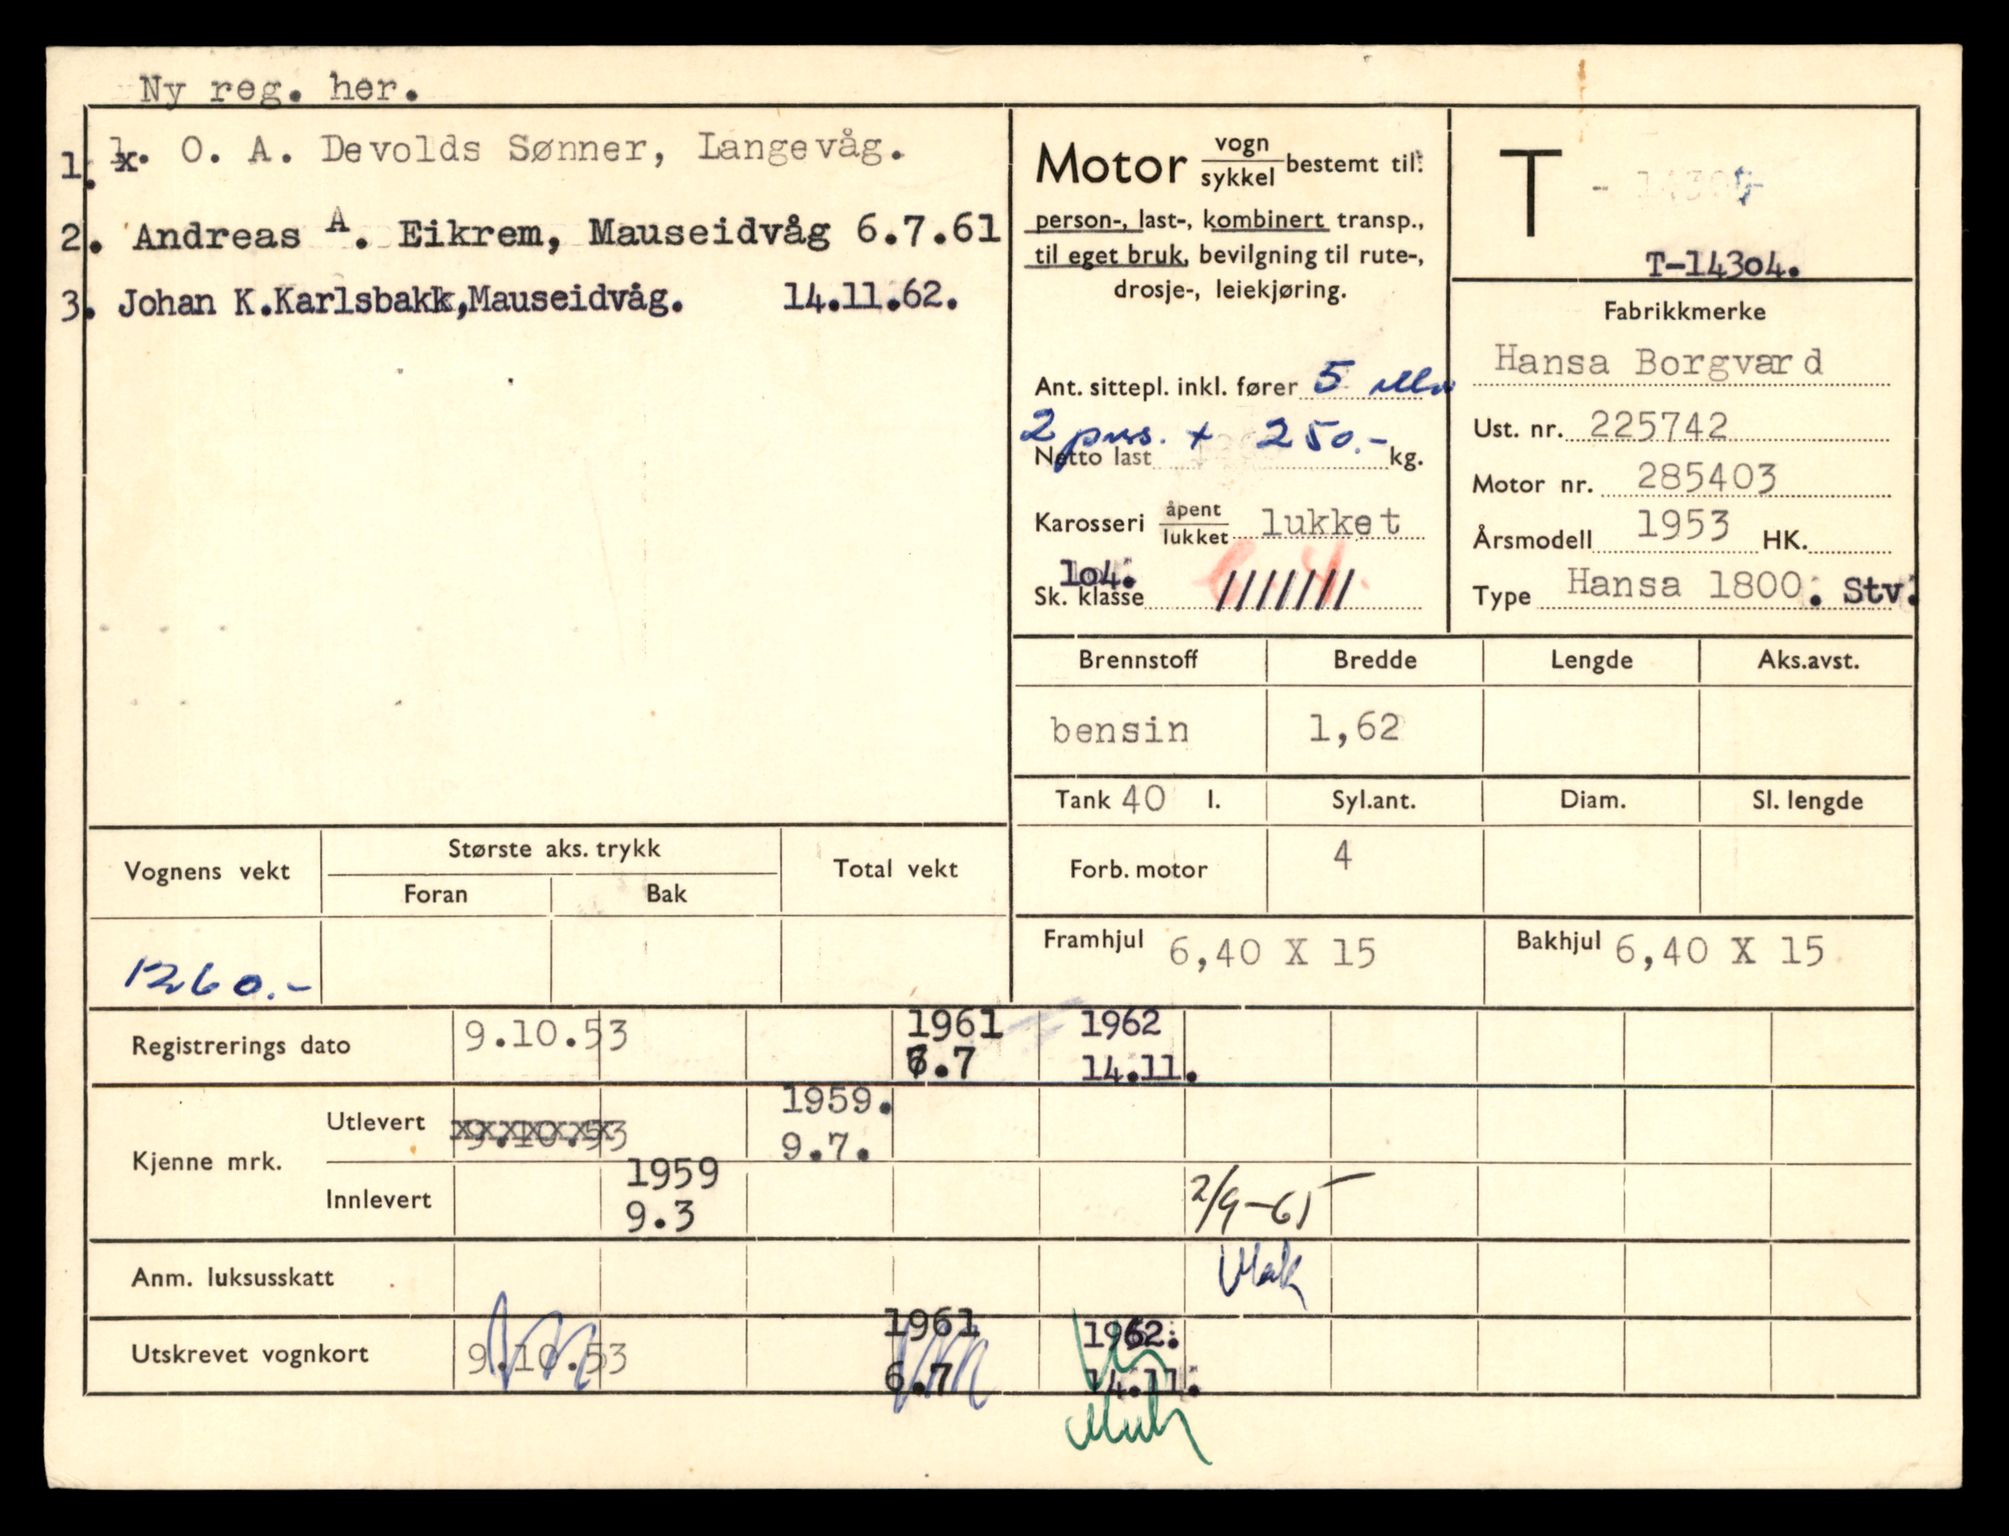 Ny reg. her.
1. O. A. Devolds Sønner, Langevåg.
2. Andreas A. Eikrem, Mauseidvåg 6.7.61
3. Johan K.Karlsbakk,Mauseidvåg. 14.11.62.
Motor vogn/sykkel bestemt til:
person-, last-, kombinert transp.,
til eget bruk, bevilgning til rute-,
drosje-, leiekjøring.
Ant. sittepl. inkl. fører 5
2 prs. + 250.-
Netto last kg.
Karosseri åpent/lukket lukket
104.
Sk. klasse ///////
T -
T-14304.
Fabrikkmerke
Hansa Borgvard
Ust. nr. 225742
Motor nr. 285403
Årsmodell 1953 HK.
Type Hansa 1800. Stv.
Brennstoff Bredde Lengde Aks.avst.
bensin 1,62
Tank 40 l. Syl.ant. Diam. Sl. lengde
Forb. motor 4
Framhjul 6,40 X 15 Bakhjul 6,40 X 15
Vognens vekt Største aks. trykk Total vekt
Foran Bak
1260.-
Registrerings dato 9.10.53 1961 6.7 1962 14.11.
Kjenne mrk. Utlevert 9.10.53 1959. 9.7.
Innlevert 1959 9.3 2/9-65
Anm. luksusskatt
Utskrevet vognkort 9.10.53 1961 6.7 1962. 14.11.